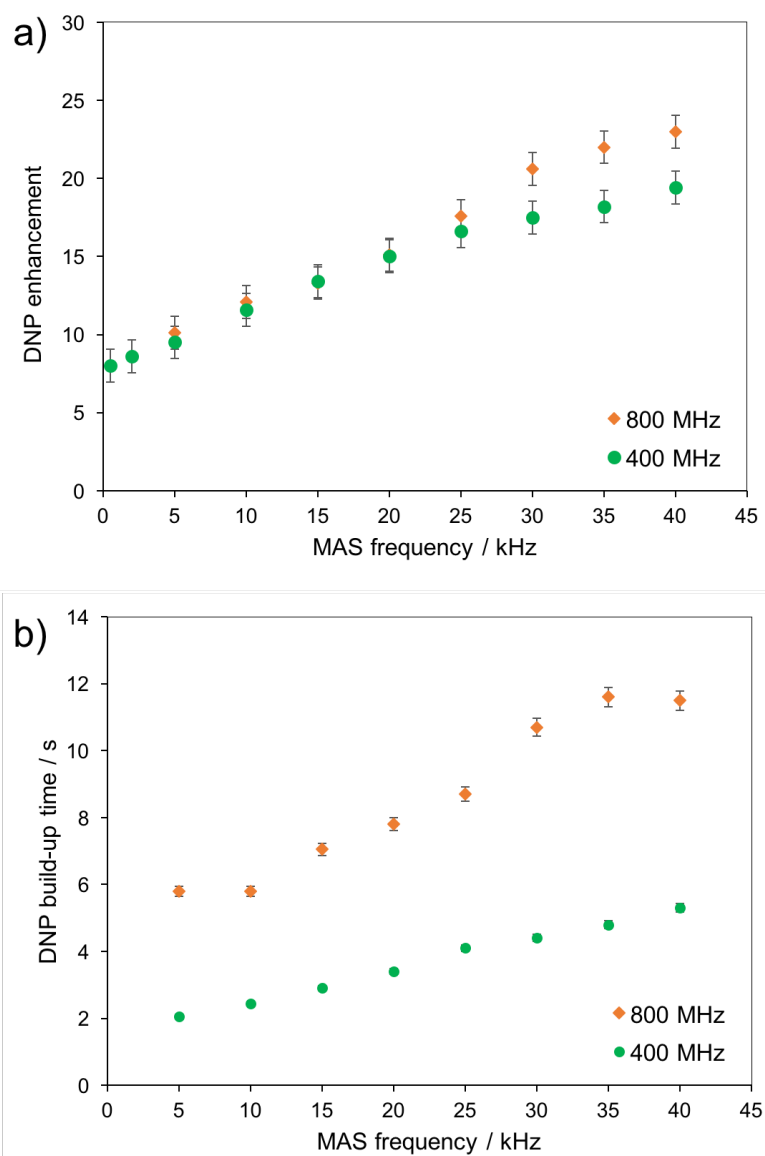 a)
30
25
20
15
10
5
0
DNP enhancement
800 MHz
400 MHz
0 5 10 15 20 25 30 35 40 45
MAS frequency / kHz
b)
14
12
10
8
6
4
2
0
DNP build-up time / s
800 MHz
400 MHz
0 5 10 15 20 25 30 35 40 45
MAS frequency / kHz